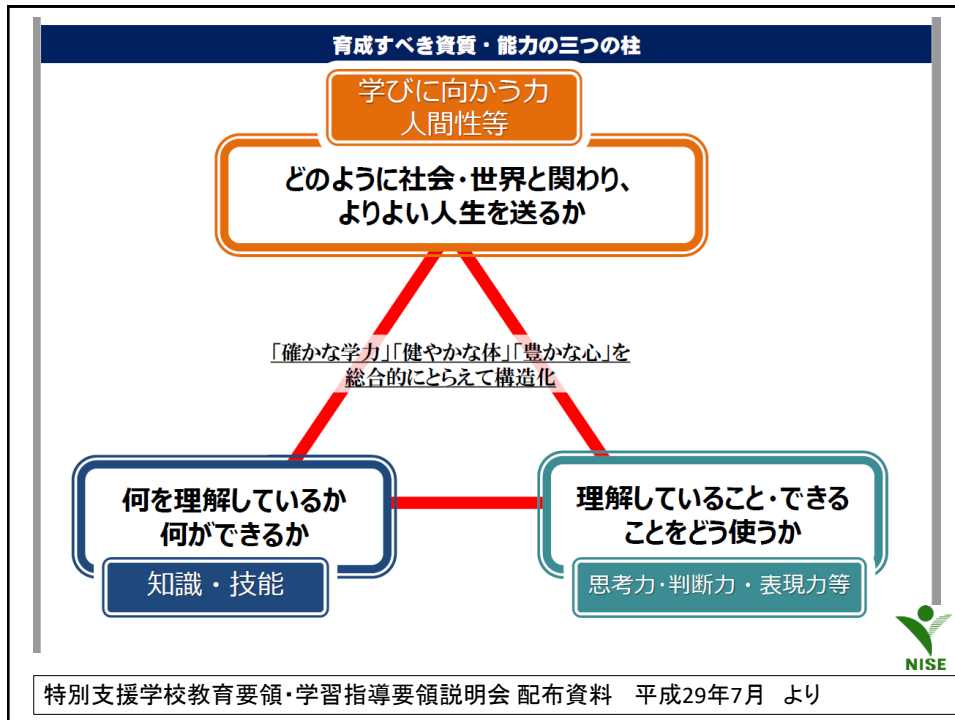 育成すべき資質・能力の三つの柱
学びに向かう力
人間性等
どのように社会・世界と関わり、
よりよい人生を送るか
「確かな学力」「健やかな体」「豊かな心」を
総合的にとらえて構造化
何を理解しているか
何ができるか
知識・技能
理解していること・できる
ことをどう使うか
思考力・判断力・表現力等
NISE
特別支援学校教育要領・学習指導要領説明会 配布資料　平成29年7月　より